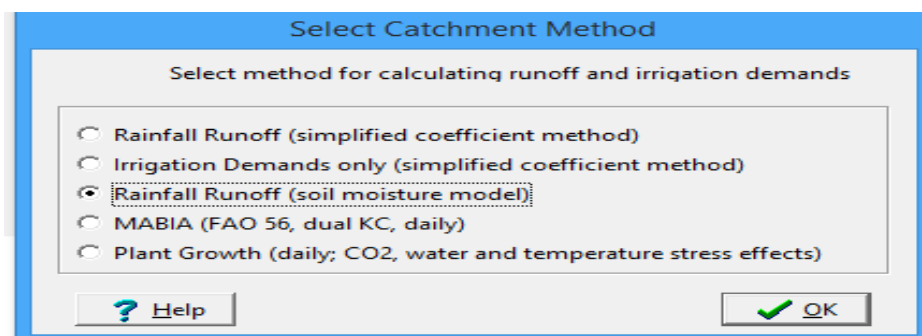 Select Catchment Method
Select method for calculating runoff and irrigation demands
Rainfall Runoff (simplified coefficient method)
Irrigation Demands only (simplified coefficient method)
Rainfall Runoff (soil moisture model)
MABIA (FAO 56, dual KC, daily)
Plant Growth (daily; CO2, water and temperature stress effects)
? Help
OK